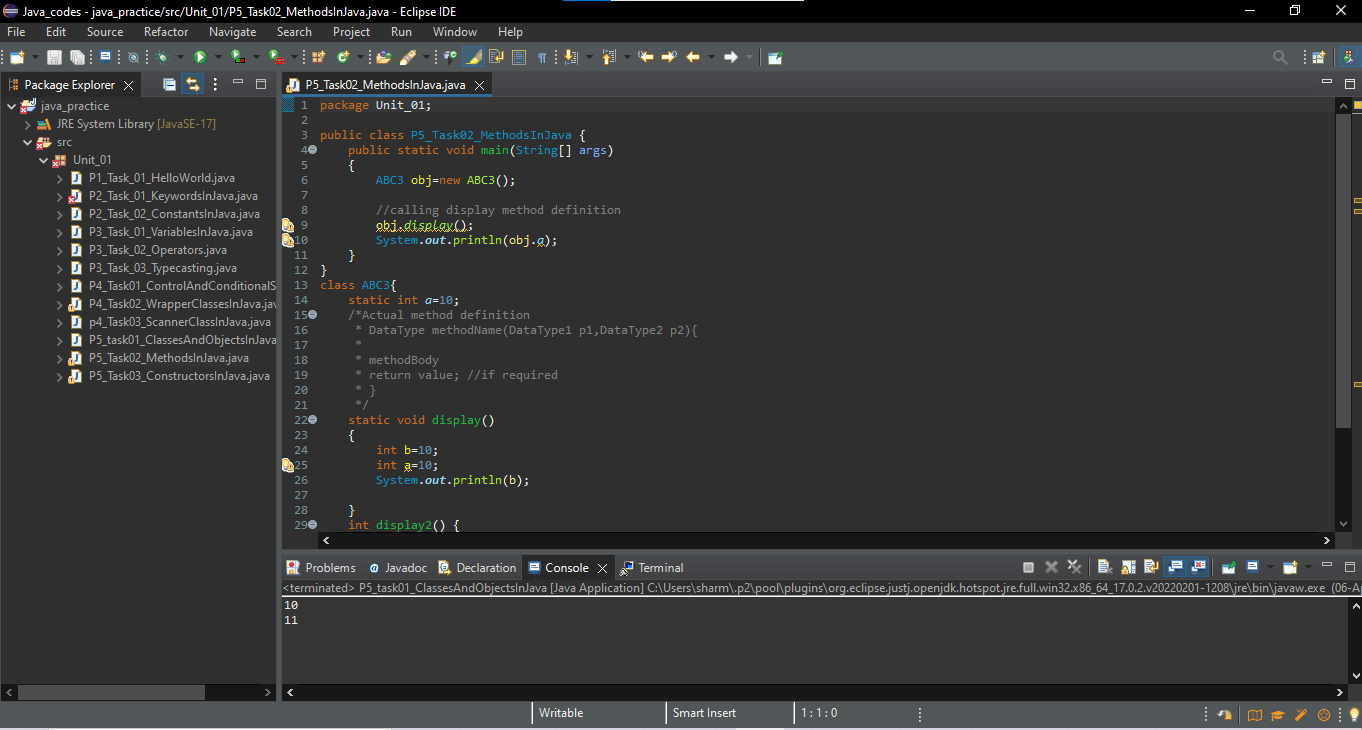 Java_codes - java_practice/src/Unit_01/P5_Task02_MethodsInJava.java - Eclipse IDE
File Edit Source Refactor Navigate Search Project Run Window Help
Package Explorer
java_practice
JRE System Library [JavaSE-17]
src
Unit_01
P1_Task_01_HelloWorld.java
P2_Task_01_KeywordsInJava.java
P2_Task_02_ConstantsInJava.java
P3_Task_01_VariablesInJava.java
P3_Task_02_Operators.java
P3_Task_03_Typecasting.java
P4_Task01_ControlAndConditionalS
P4_Task02_WrapperClassesInJava.jav
p4_Task03_ScannerClassInJava.java
P5_task01_ClassesAndObjectsInJava
P5_Task02_MethodsInJava.java
P5_Task03_ConstructorsInJava.java
P5_Task02_MethodsInJava.java
1 package Unit_01;
2
3 public class P5_Task02_MethodsInJava {
4 public static void main(String[] args)
5 {
6 ABC3 obj=new ABC3();
7
8 //calling display method definition
9 obj.display();
10 System.out.println(obj.a);
11 }
12 }
13 class ABC3{
14 static int a=10;
15 /*Actual method definition
16 * DataType methodName(DataType1 p1,DataType2 p2){
17 *
18 * methodBody
19 * return value; //if required
20 * }
21 */
22 static void display()
23 {
24 int b=10;
25 int a=10;
26 System.out.println(b);
27
28 }
29 int display2() {
Problems Javadoc Declaration Console Terminal
<terminated> P5_task01_ClassesAndObjectsInJava [Java Application] C:\Users\sharm\.p2\pool\plugins\org.eclipse.justj.openjdk.hotspot.jre.full.win32.x86_64_17.0.2.v20220201-1208\jre\bin\javaw.exe (06-A
10
11
Writable Smart Insert 1 : 1 : 0